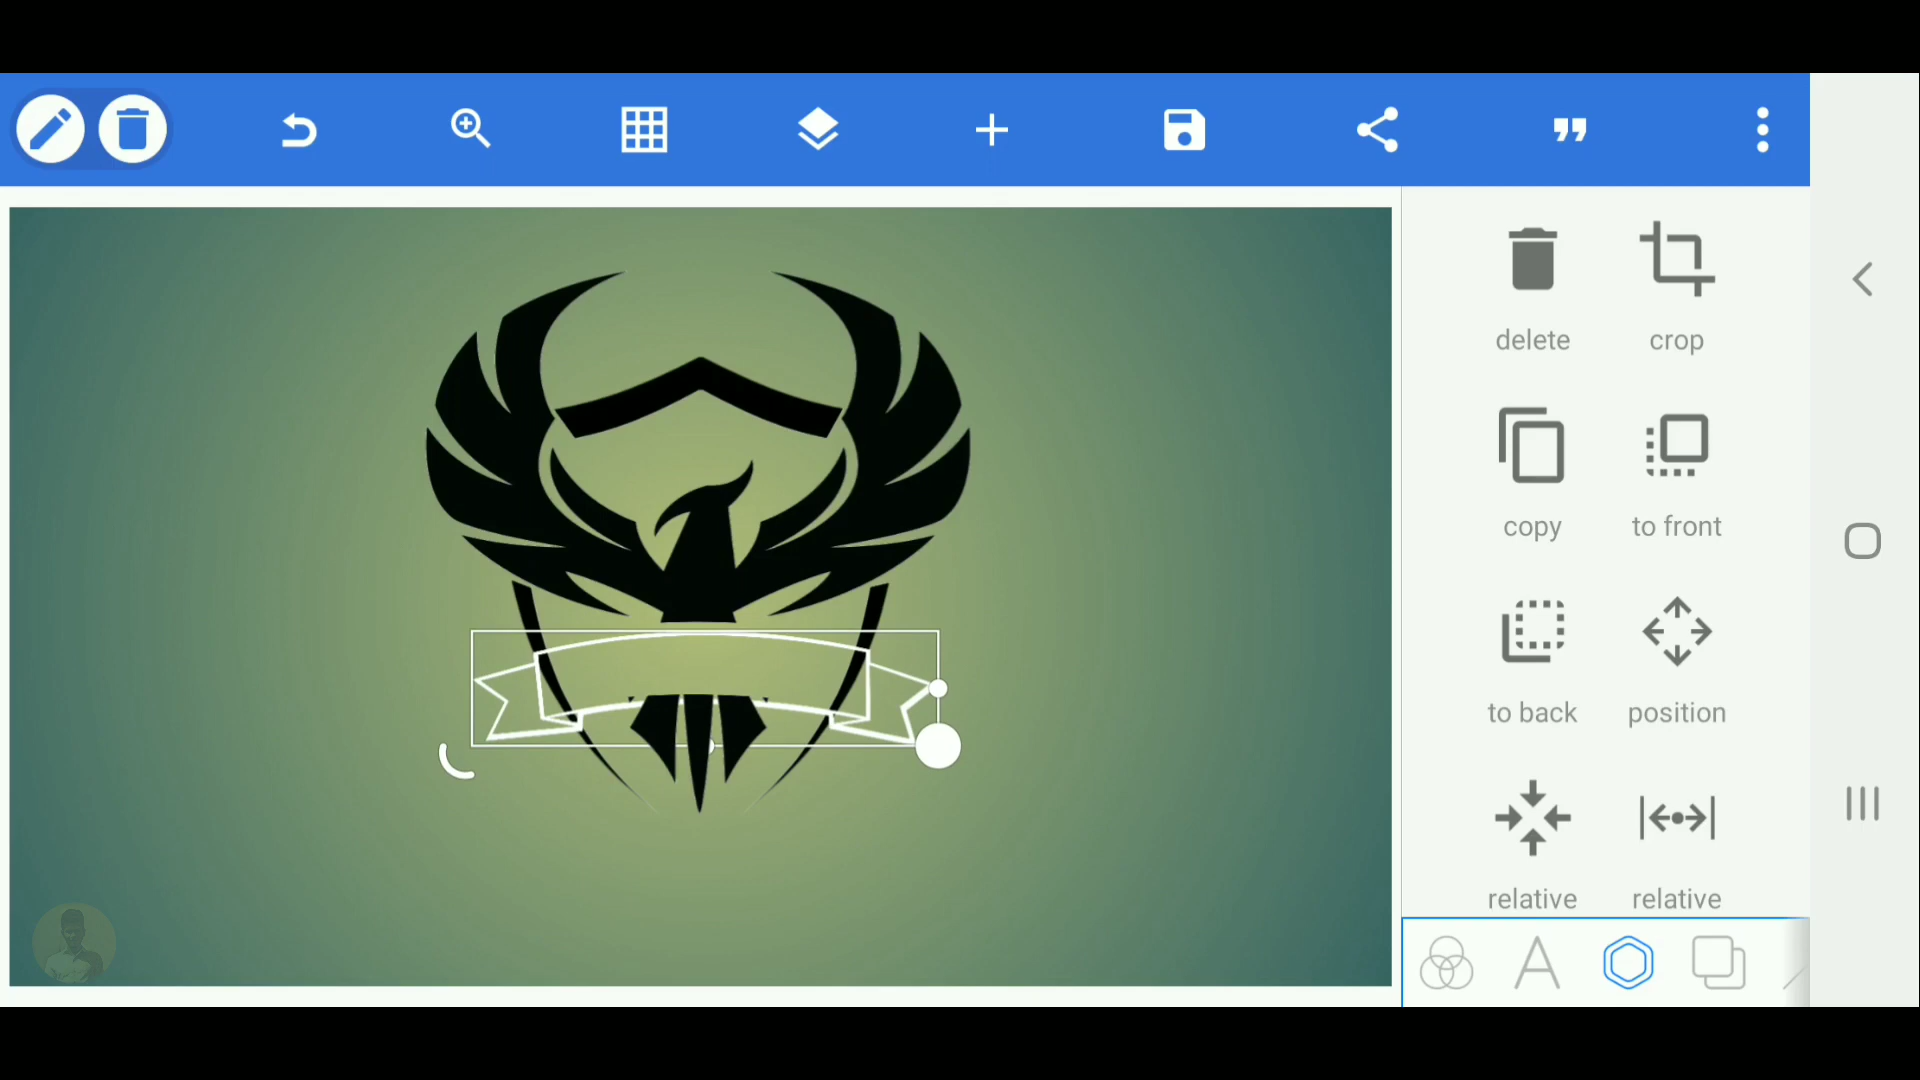 delete crop
copy to front
to back position
relative relative